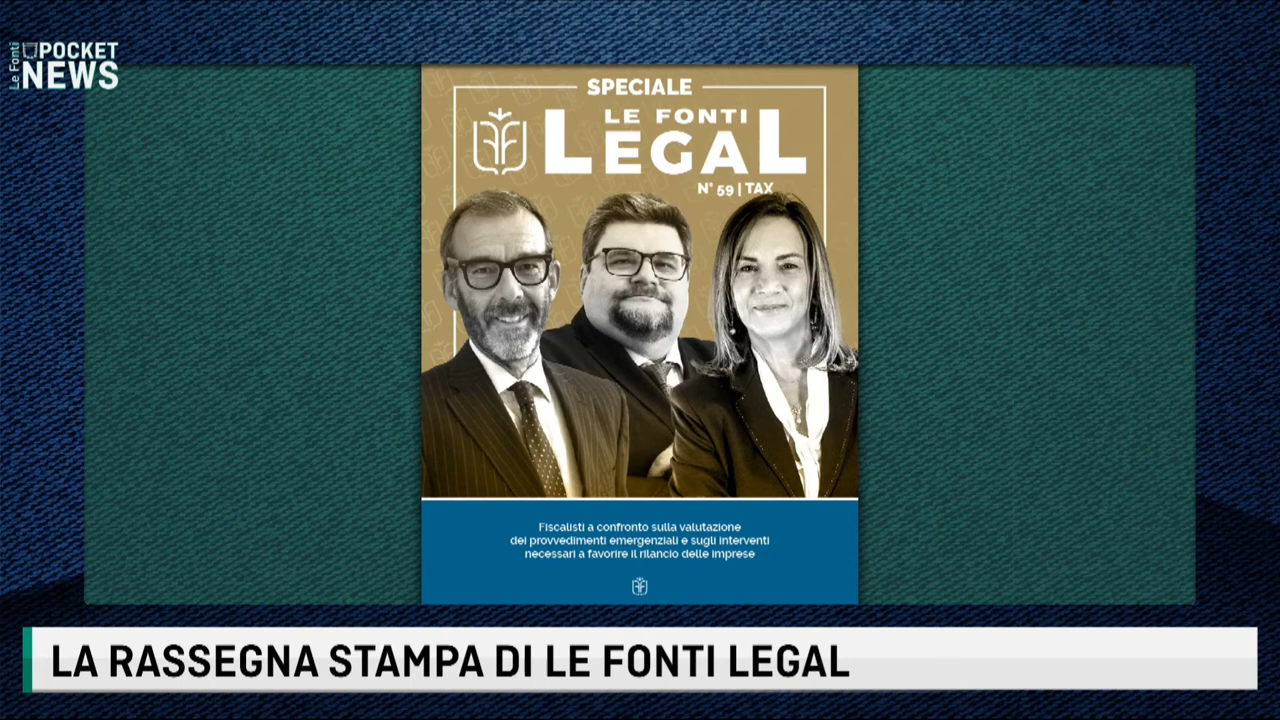 Le Fonti
POCKET
NEWS
SPECIALE
LE FONTI
LEGAL
N° 59 | TAX
Fiscalisti a confronto sulla valutazione
dei provvedimenti emergenziali e sugli interventi
necessari a favorire il rilancio delle imprese
LA RASSEGNA STAMPA DI LE FONTI LEGAL